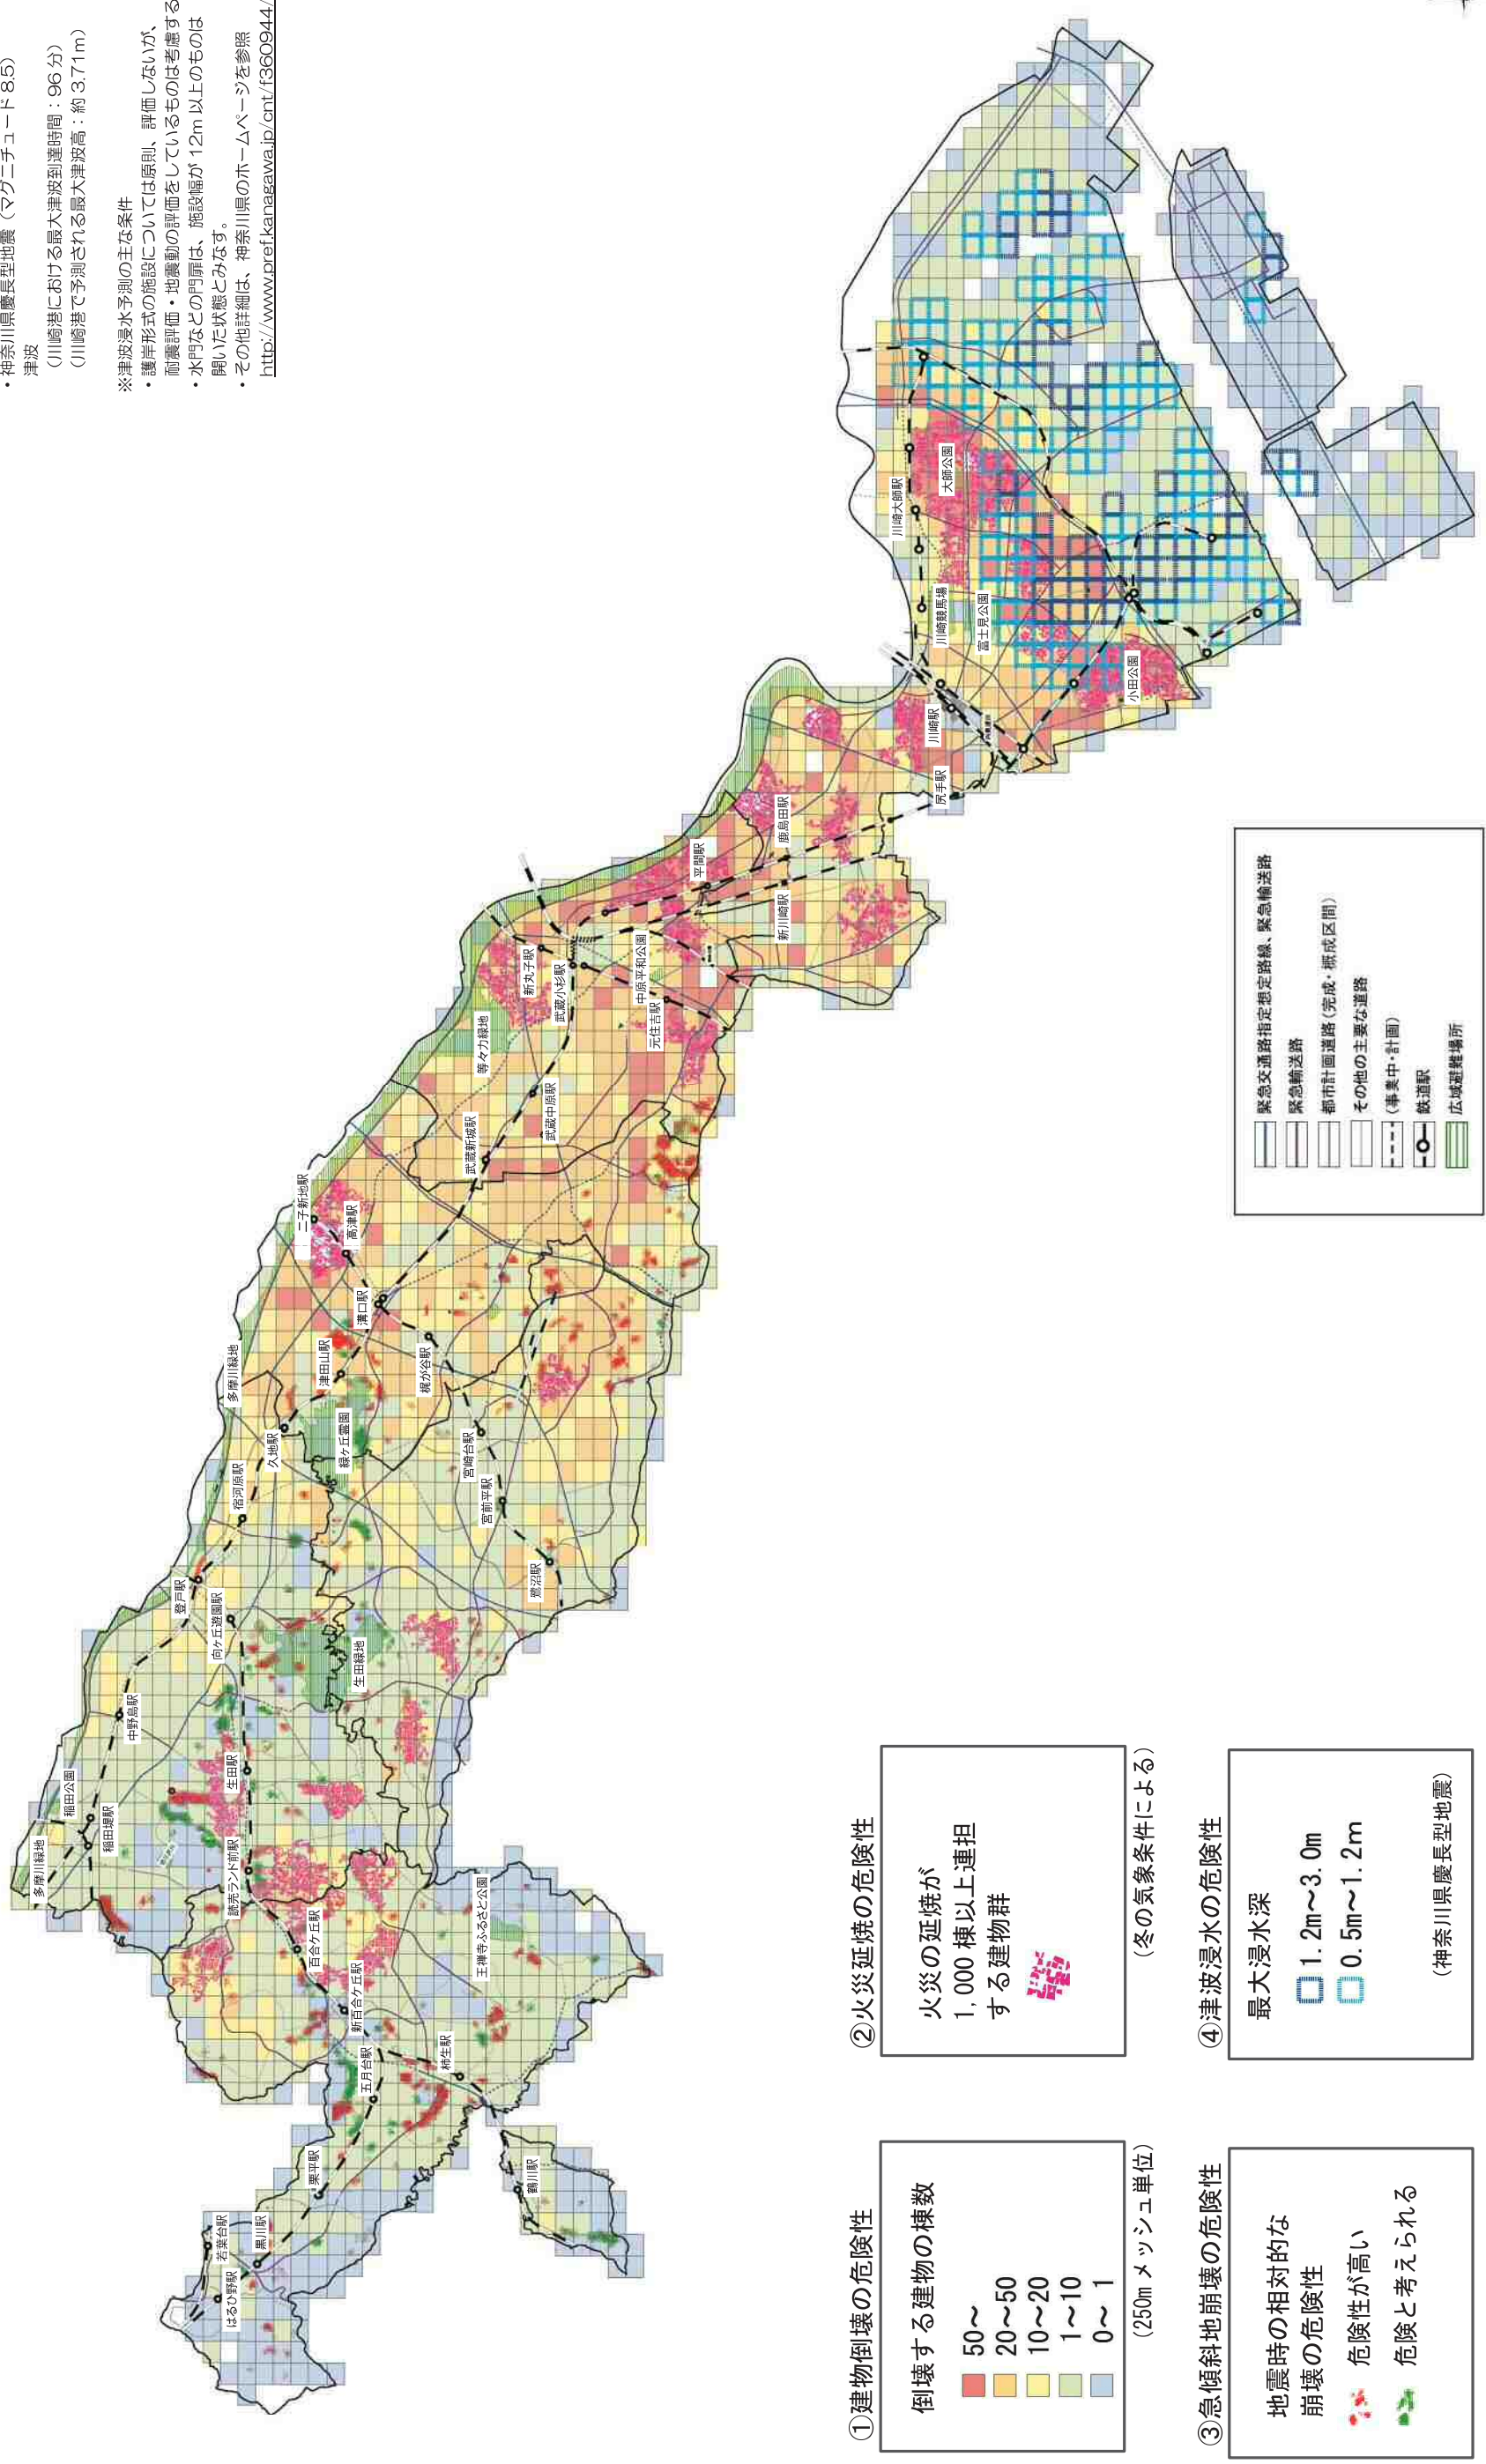 ・神奈川県慶長型地震（マグニチュード 8.5）
津波
（川崎港における最大津波到達時間：96 分）
（川崎港で予測される最大津波高：約 3.71m）
※津波浸水予測の主な条件
・護岸形式の施設については原則、評価しないが、
耐震評価・地震動の評価をしているものは考慮する
・水門などの門扉は、施設幅が 12m 以上のものは
開いた状態とみなす。
・その他詳細は、神奈川県のホームページを参照
http://www.pref.kanagawa.jp/cnt/f360944/
はるひ野駅
若葉台駅
黒川駅
栗平駅
鶴川駅
五月台駅
柿生駅
新百合ケ丘駅
百合ケ丘駅
王禅寺ふるさと公園
読売ランド前駅
多摩川緑地
稲田堤駅
稲田公園
生田駅
中野島駅
生田緑地
向ケ丘遊園駅
登戸駅
宿河原駅
鷺沼駅
宮前平駅
宮崎台駅
久地駅
緑ケ丘霊園
多摩川緑地
津田山駅
梶が谷駅
溝口駅
高津駅
二子新地駅
武蔵新城駅
武蔵中原駅
等々力緑地
元住吉駅
武蔵小杉駅
新丸子駅
中原平和公園
平間駅
新川崎駅
鹿島田駅
尻手駅
川崎駅
小田公園
富士見公園
川崎競馬場
川崎大師駅
大師公園
①建物倒壊の危険性
倒壊する建物の棟数
50～
20～50
10～20
1～10
0～ 1
(250m メッシュ単位)
②火災延焼の危険性
火災の延焼が
1,000 棟以上連担
する建物群
(冬の気象条件による)
③急傾斜地崩壊の危険性
地震時の相対的な
崩壊の危険性
危険性が高い
危険と考えられる
④津波浸水の危険性
最大浸水深
1.2m～3.0m
0.5m～1.2m
(神奈川県慶長型地震)
緊急交通路指定想定路線、緊急輸送路
緊急輸送路
都市計画道路(完成・概成区間)
その他の主要な道路
(事業中・計画)
鉄道駅
広域避難場所